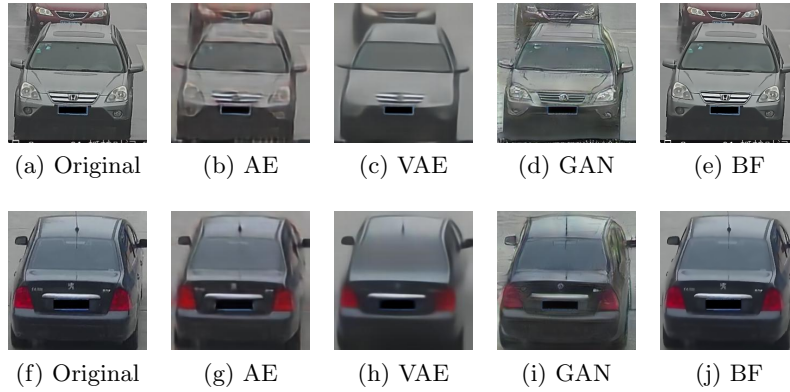 (a) Original (b) AE (c) VAE (d) GAN (e) BF
(f) Original (g) AE (h) VAE (i) GAN (j) BF